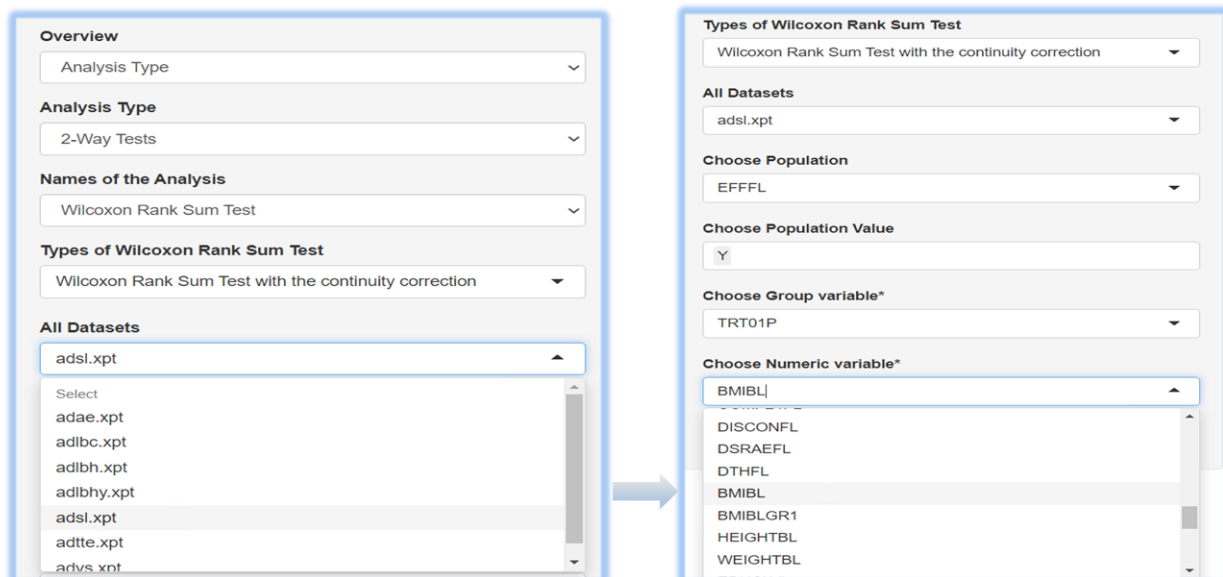 Overview
Analysis Type
Analysis Type
2-Way Tests
Names of the Analysis
Wilcoxon Rank Sum Test
Types of Wilcoxon Rank Sum Test
Wilcoxon Rank Sum Test with the continuity correction
All Datasets
adsl.xpt
Select
adae.xpt
adlbc.xpt
adlbh.xpt
adlbhy.xpt
adsl.xpt
adtte.xpt
advs.xpt
Types of Wilcoxon Rank Sum Test
Wilcoxon Rank Sum Test with the continuity correction
All Datasets
adsl.xpt
Choose Population
EFFFL
Choose Population Value
Y
Choose Group variable*
TRT01P
Choose Numeric variable*
BMIBL
DISCONFL
DSRAEFL
DTHFL
BMIBL
BMIBLGR1
HEIGHTBL
WEIGHTBL